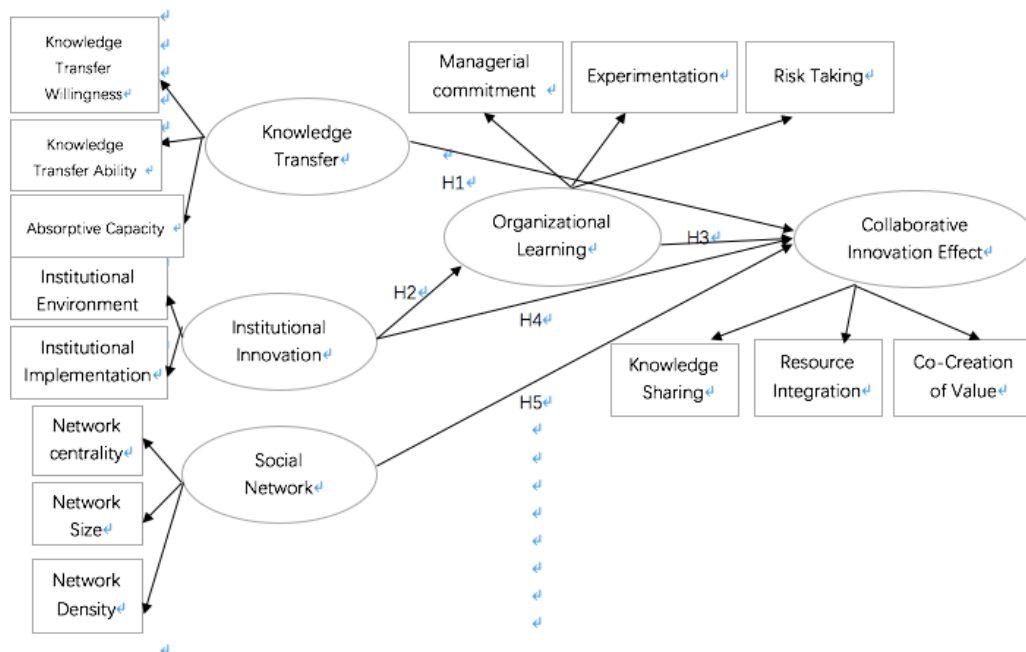 Knowledge
Transfer
Willingness
Knowledge
Transfer Ability
Absorptive Capacity
Institutional
Environment
Institutional
Implementation
Network
centrality
Network
Size
Network
Density
Knowledge
Transfer
Institutional
Innovation
Social
Network
Managerial
commitment
Experimentation
Risk Taking
Organizational
Learning
H1
H2
H3
H4
H5
Collaborative
Innovation Effect
Knowledge
Sharing
Resource
Integration
Co-Creation
of Value